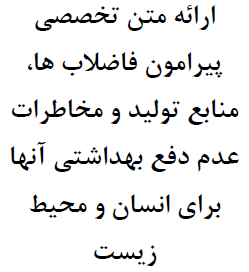 ارائه متن تخصصی
پیرامون فاضلاب ها،
منابع تولید و مخاطرات
عدم دفع بهداشتی آنها
برای انسان و محیط
زیست